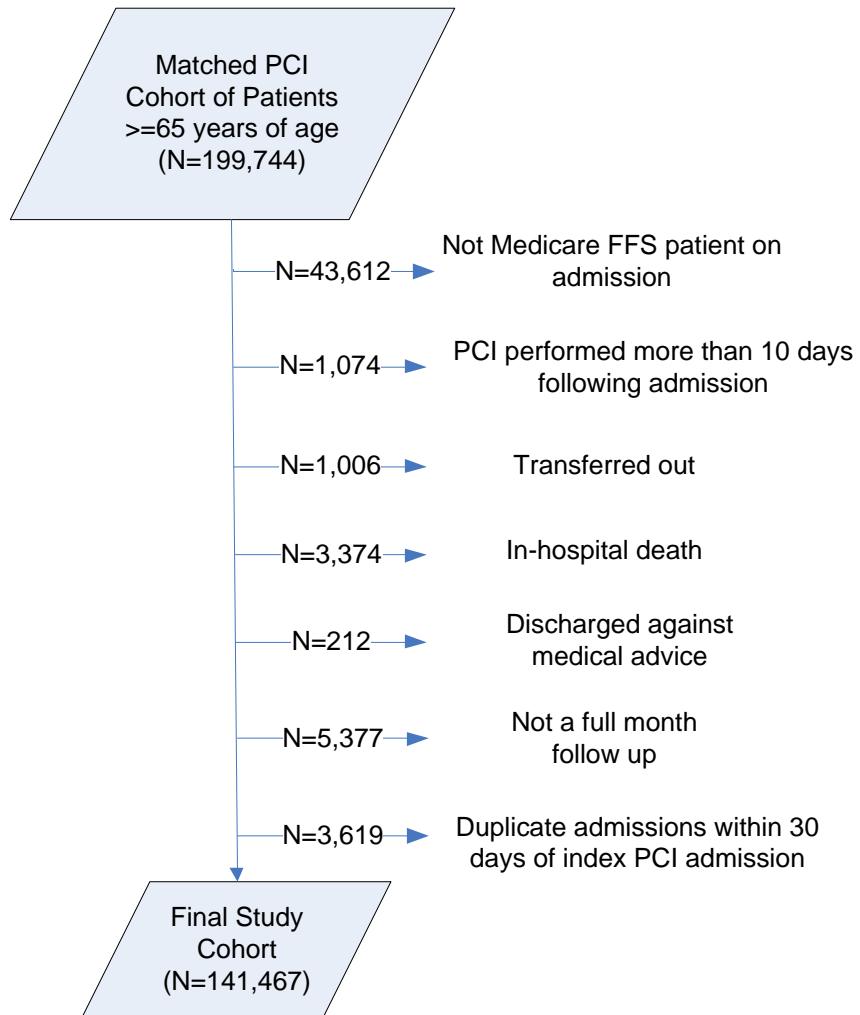 Matched PCI
Cohort of Patients
>=65 years of age
(N=199,744)
N=43,612
Not Medicare FFS patient on
admission
N=1,074
PCI performed more than 10 days
following admission
N=1,006
Transferred out
N=3,374
In-hospital death
N=212
Discharged against
medical advice
N=5,377
Not a full month
follow up
N=3,619
Duplicate admissions within 30
days of index PCI admission
Final Study
Cohort
(N=141,467)